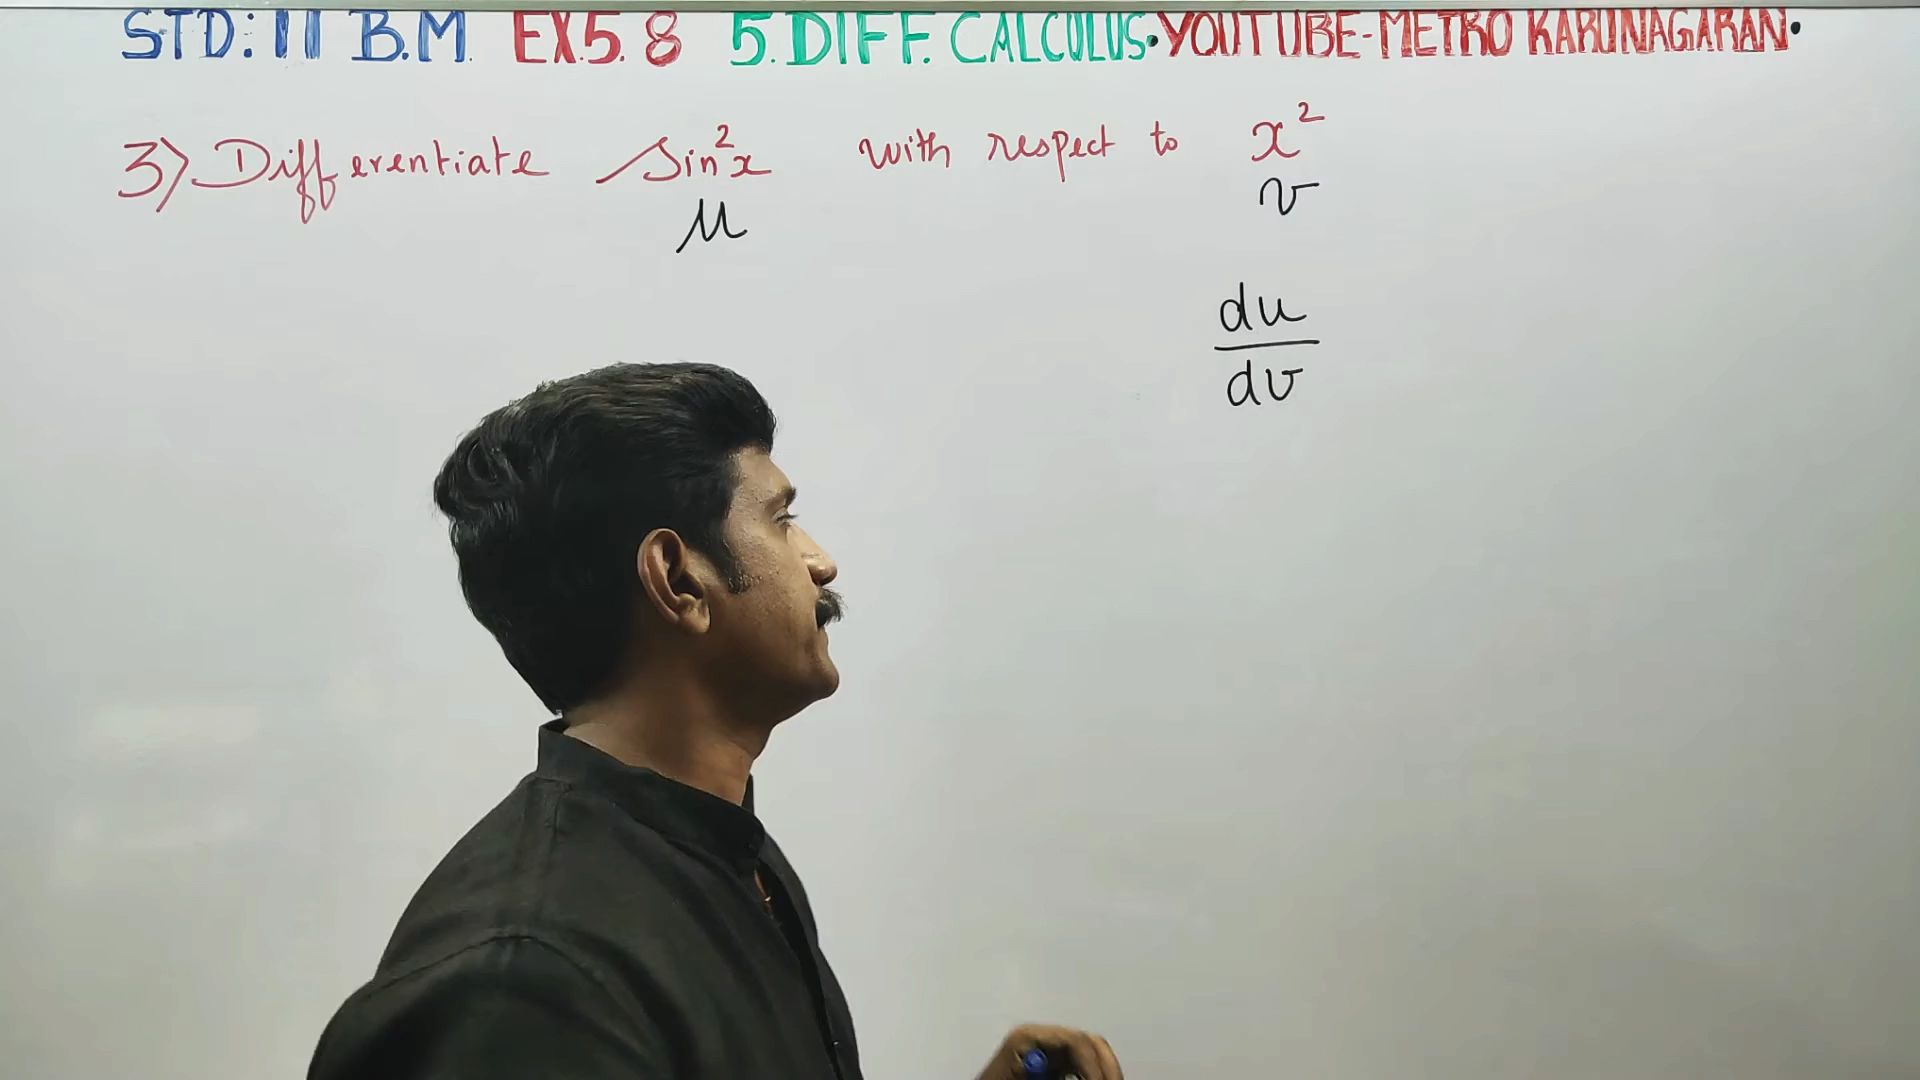 STD: 11 B.M. EX.5.8 5.DIFF. CALCULUS•YOUTUBE-METRO KARUNAGARAN•
3) Differentiate Sin²x with respect to x²
u v
du
dv